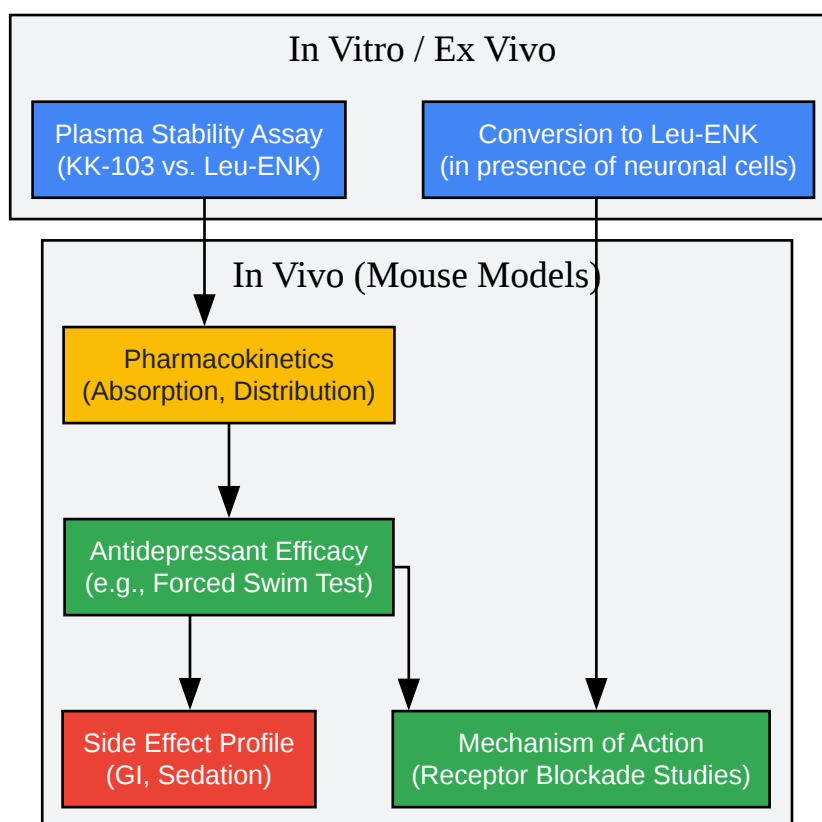 In Vitro / Ex Vivo
Plasma Stability Assay
(KK-103 vs. Leu-ENK)
Conversion to Leu-ENK
(in presence of neuronal cells)
In Vivo (Mouse Models)
Pharmacokinetics
(Absorption, Distribution)
Antidepressant Efficacy
(e.g., Forced Swim Test)
Side Effect Profile
(GI, Sedation)
Mechanism of Action
(Receptor Blockade Studies)